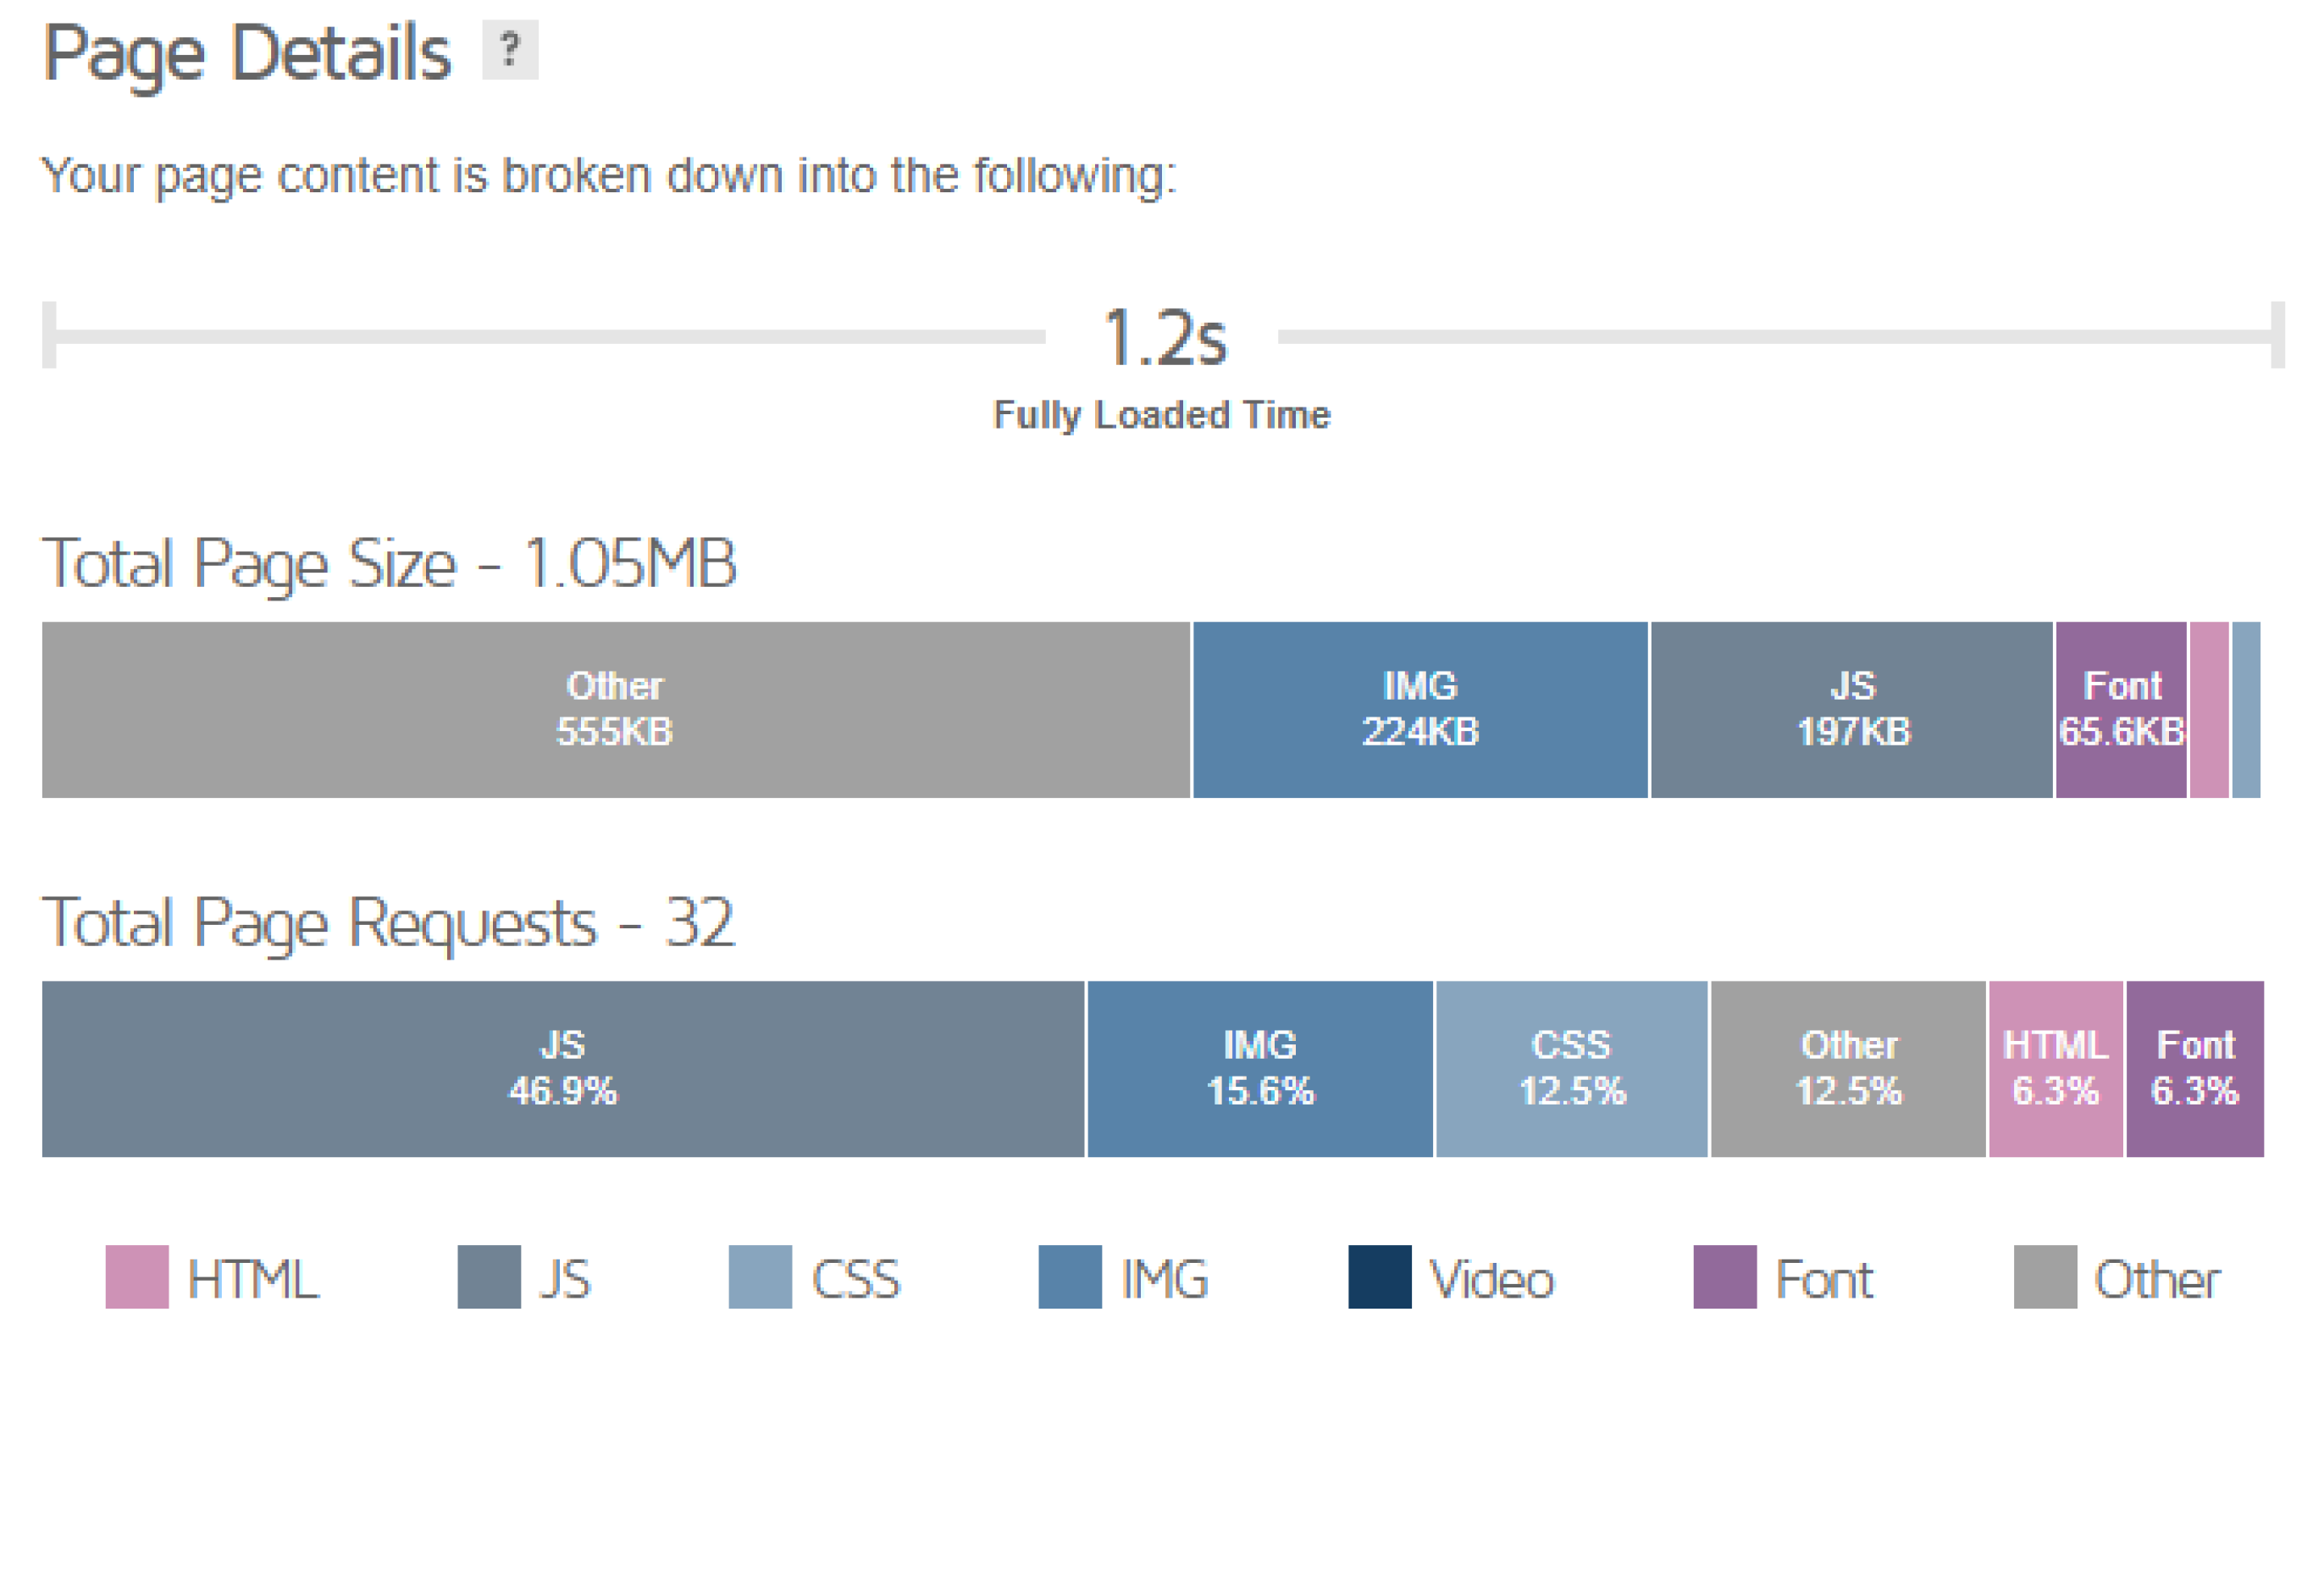 Page Details ?
Your page content is broken down into the following:
1.2s
Fully Loaded Time
Total Page Size - 1.05MB
Other IMG JS Font
555KB 224KB 197KB 65.6KB
Total Page Requests - 32
JS IMG CSS Other HTML Font
46.9% 15.6% 12.5% 12.5% 6.3% 6.3%
HTML JS CSS IMG Video Font Other